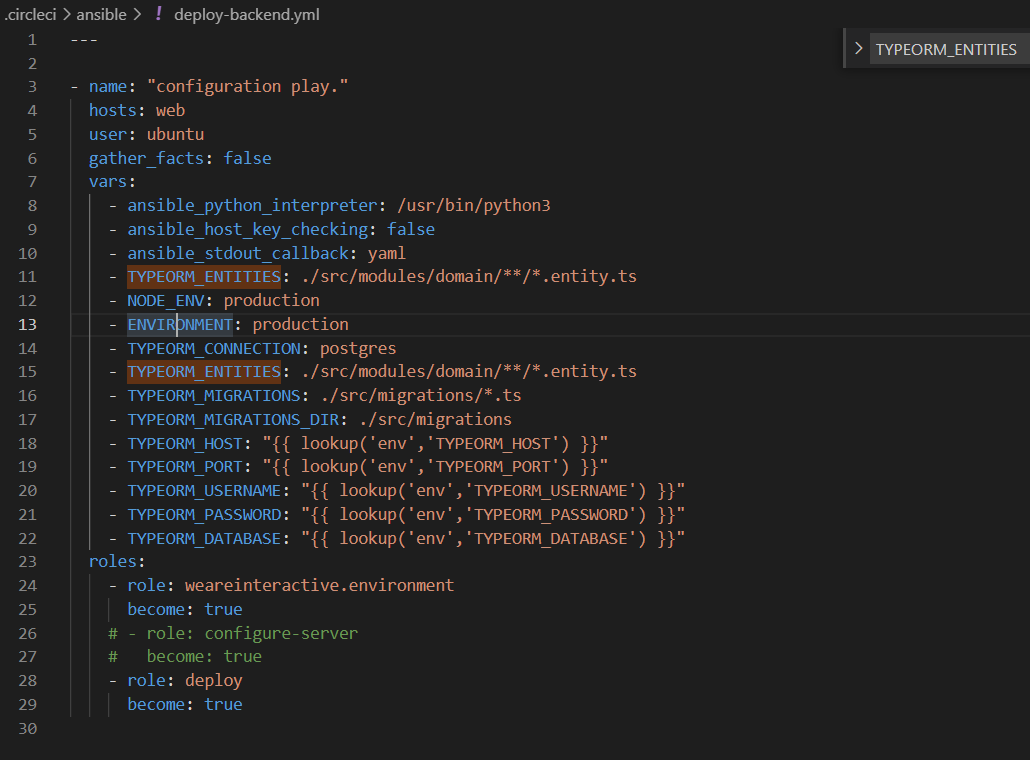 .circleci > ansible > ! deploy-backend.yml
> TYPEORM_ENTITIES
1 ---
2
3 - name: "configuration play."
4   hosts: web
5   user: ubuntu
6   gather_facts: false
7   vars:
8     - ansible_python_interpreter: /usr/bin/python3
9     - ansible_host_key_checking: false
10     - ansible_stdout_callback: yaml
11     - TYPEORM_ENTITIES: ./src/modules/domain/**/*.entity.ts
12     - NODE_ENV: production
13     - ENVIRONMENT: production
14     - TYPEORM_CONNECTION: postgres
15     - TYPEORM_ENTITIES: ./src/modules/domain/**/*.entity.ts
16     - TYPEORM_MIGRATIONS: ./src/migrations/*.ts
17     - TYPEORM_MIGRATIONS_DIR: ./src/migrations
18     - TYPEORM_HOST: "{{ lookup('env','TYPEORM_HOST') }}"
19     - TYPEORM_PORT: "{{ lookup('env','TYPEORM_PORT') }}"
20     - TYPEORM_USERNAME: "{{ lookup('env','TYPEORM_USERNAME') }}"
21     - TYPEORM_PASSWORD: "{{ lookup('env','TYPEORM_PASSWORD') }}"
22     - TYPEORM_DATABASE: "{{ lookup('env','TYPEORM_DATABASE') }}"
23   roles:
24     - role: weareinteractive.environment
25       become: true
26     # - role: configure-server
27     #   become: true
28     - role: deploy
29       become: true
30